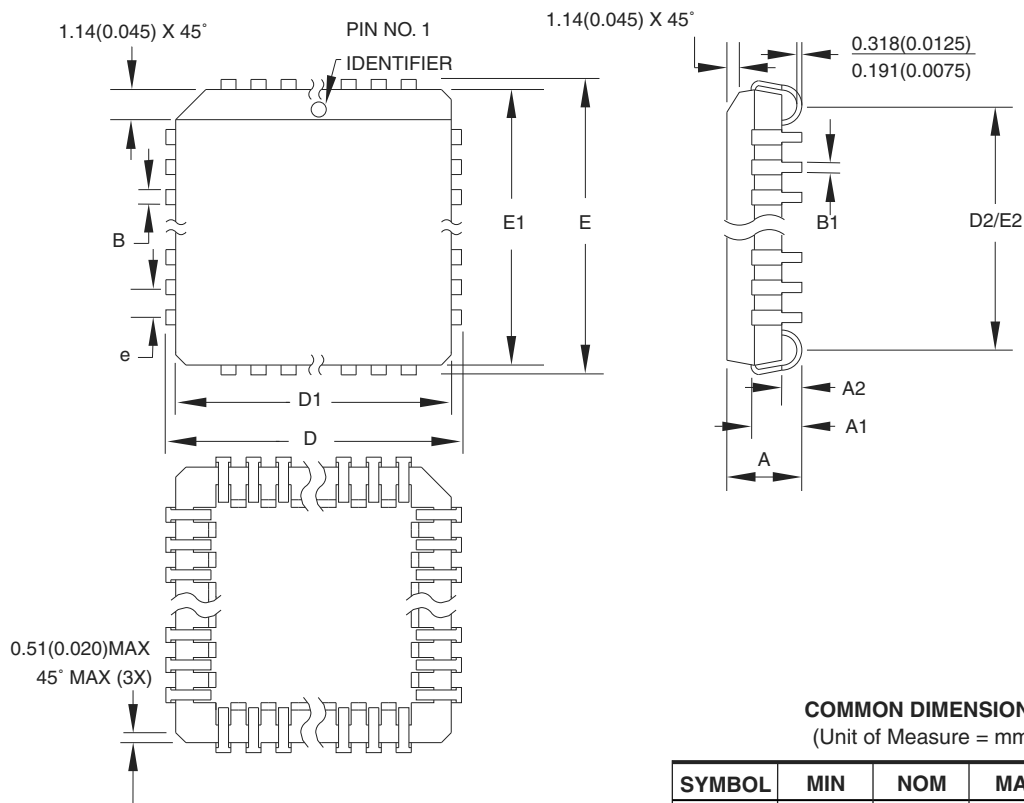 1.14(0.045) X 45˚
PIN NO. 1
IDENTIFIER
1.14(0.045) X 45˚
0.318(0.0125)
0.191(0.0075)
B
e
E1
E
B1
D2/E2
D1
D
A2
A1
A
0.51(0.020)MAX
45˚ MAX (3X)
COMMON DIMENSION
(Unit of Measure = mm
SYMBOL MIN NOM MA